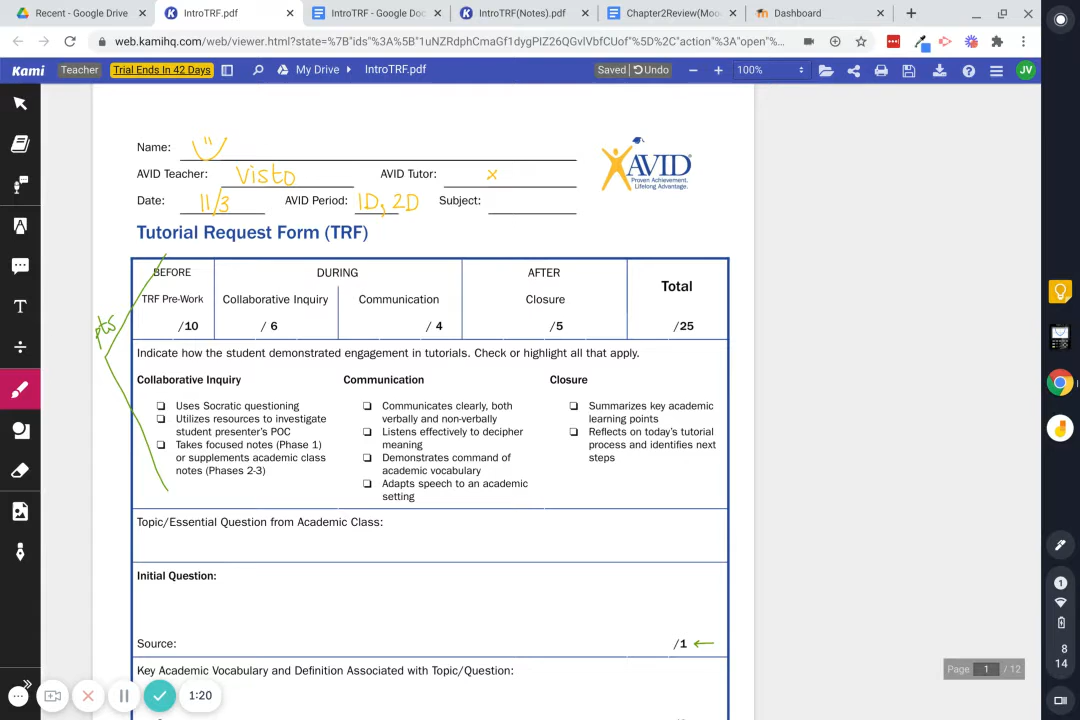 Recent - Google Drive
IntroTRF.pdf
IntroTRF - Google Doc
IntroTRF(Notes).pdf
Chapter2Review(Moo
Dashboard
web.kamihq.com/web/viewer.html?state=%7B"ids"%3A%5B"1uNZRdphCmaGf1dygPIZ26QGvlVbfCUof"%5D%2C"action"%3A"open"%...
Kami Teacher Trial Ends In 42 Days My Drive IntroTRF.pdf Saved Undo 100% JV
Name:
AVID Teacher: Visto AVID Tutor: x
Date: 11/3 AVID Period: 1D, 2D Subject:
AVID
Proven Achievement.
Lifelong Advantage.
Tutorial Request Form (TRF)
BEFORE DURING AFTER Total
TRF Pre-Work Collaborative Inquiry Communication Closure
/10 / 6 / 4 /5 /25
pts
Indicate how the student demonstrated engagement in tutorials. Check or highlight all that apply.
Collaborative Inquiry
Uses Socratic questioning
Utilizes resources to investigate
student presenter's POC
Takes focused notes (Phase 1)
or supplements academic class
notes (Phases 2-3)
Communication
Communicates clearly, both
verbally and non-verbally
Listens effectively to decipher
meaning
Demonstrates command of
academic vocabulary
Adapts speech to an academic
setting
Closure
Summarizes key academic
learning points
Reflects on today's tutorial
process and identifies next
steps
Topic/Essential Question from Academic Class:
Initial Question:
Source: /1
Key Academic Vocabulary and Definition Associated with Topic/Question:
Page 1 / 12
1:20
1
8
14